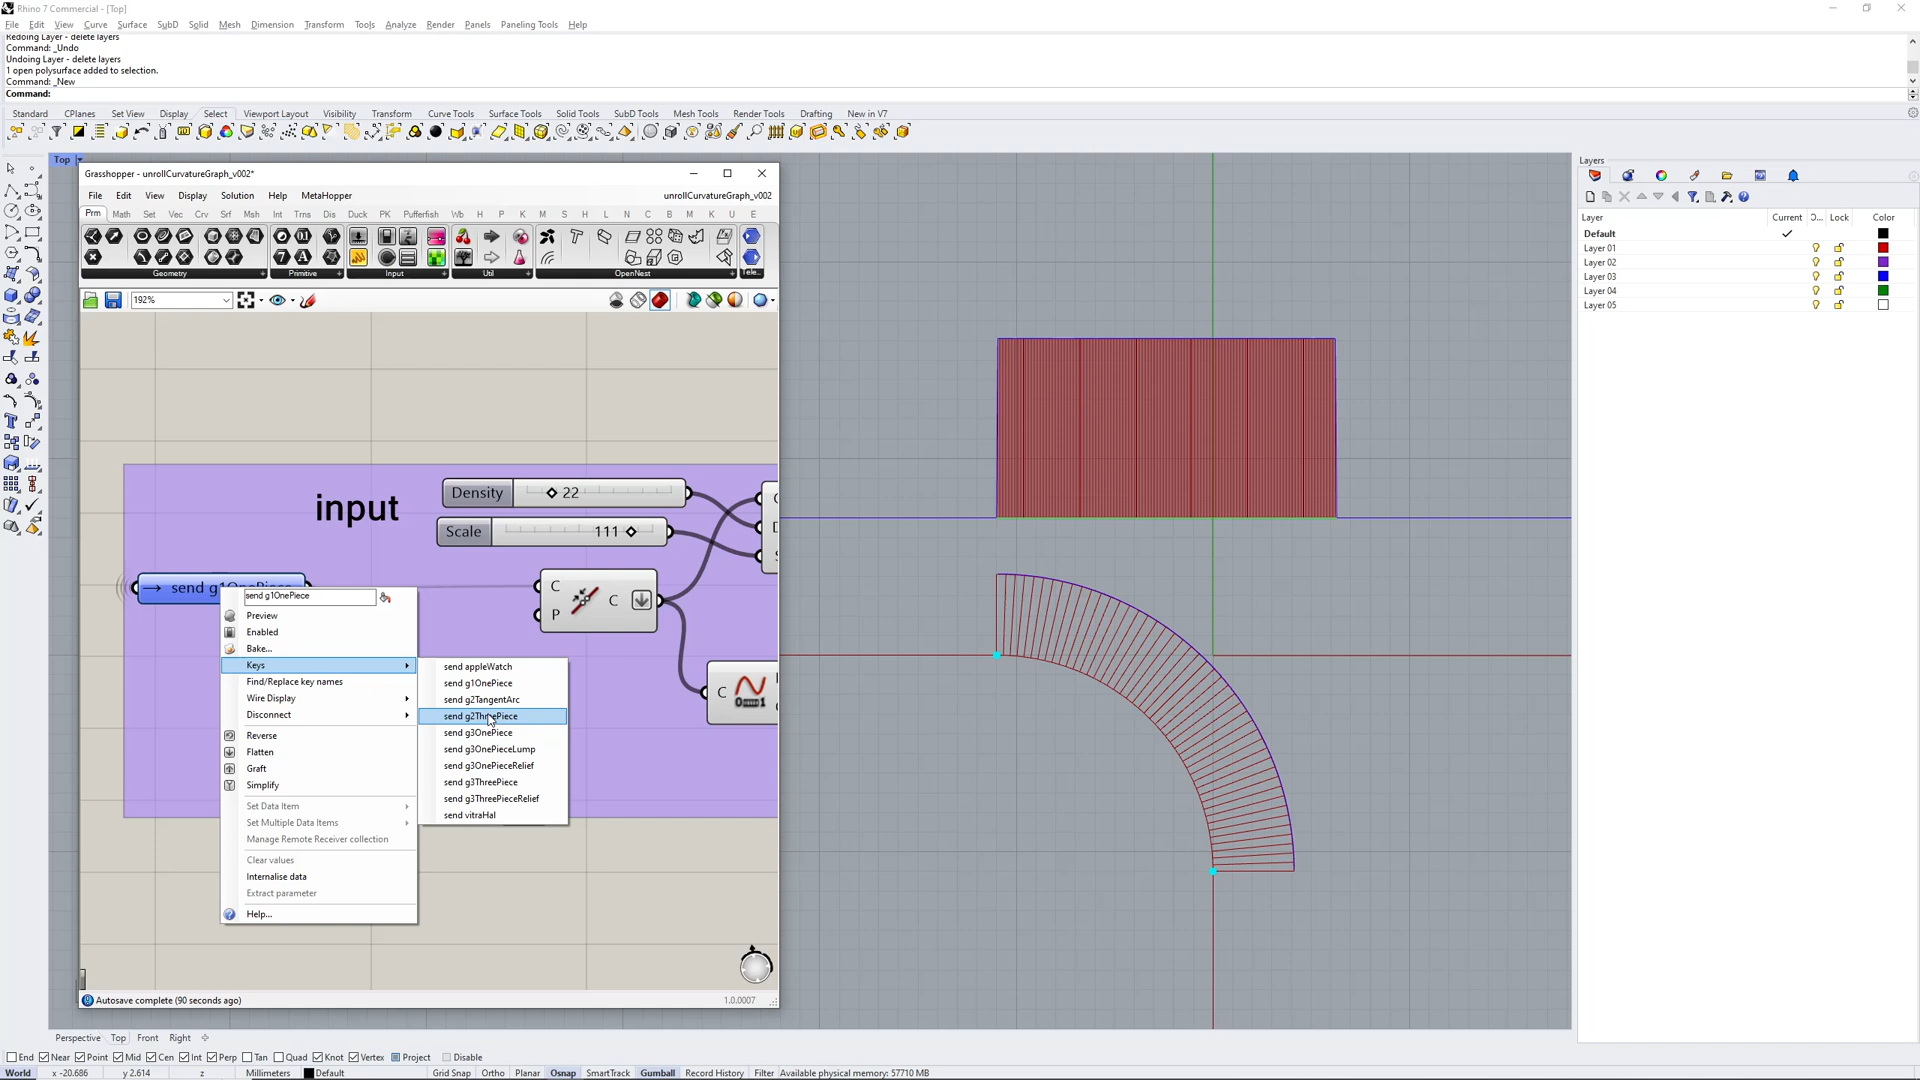 Rhino 7 Commercial - [Top]
File Edit View Curve Surface SubD Solid Mesh Dimension Transform Tools Analyze Render Panels Paneling Tools Help
Redoing Layer - delete layers
Command: _Undo
Undoing Layer - delete layers
1 open polysurface added to selection.
Command: _New
Command:
Standard CPlanes Set View Display Select Viewport Layout Visibility Transform Curve Tools Surface Tools Solid Tools SubD Tools Mesh Tools Render Tools Drafting New in V7
Top
Grasshopper - unrollCurvatureGraph_v002*
File Edit View Display Solution Help MetaHopper unrollCurvatureGraph_v002
Prm Math Set Vec Crv Srf Msh Int Trns Dis Duck PK Pufferfish Wb H P K M S H L N C B M K U E
Geometry Primitive Input Util OpenNest Tele...
192%
input
Density 22
Scale 111
send g1OnePiece
C
P
C
D
S
C
send g1OnePiece
Preview
Enabled
Bake...
Keys
Find/Replace key names
Wire Display
Disconnect
Reverse
Flatten
Graft
Simplify
Set Data Item
Set Multiple Data Items
Manage Remote Receiver collection
Clear values
Internalise data
Extract parameter
Help...
send appleWatch
send g1OnePiece
send g2TangentArc
send g2ThreePiece
send g3OnePiece
send g3OnePieceLump
send g3OnePieceRelief
send g3ThreePiece
send g3ThreePieceRelief
send vitraHal
Autosave complete (90 seconds ago) 1.0.0007
Layers
Layer Current Lock Color
Default
Layer 01
Layer 02
Layer 03
Layer 04
Layer 05
Perspective Top Front Right
End Near Point Mid Cen Int Perp Tan Quad Knot Vertex Project Disable
World x -20.686 y 2.614 z Millimeters Default Grid Snap Ortho Planar Osnap SmartTrack Gumball Record History Filter Available physical memory: 57710 MB